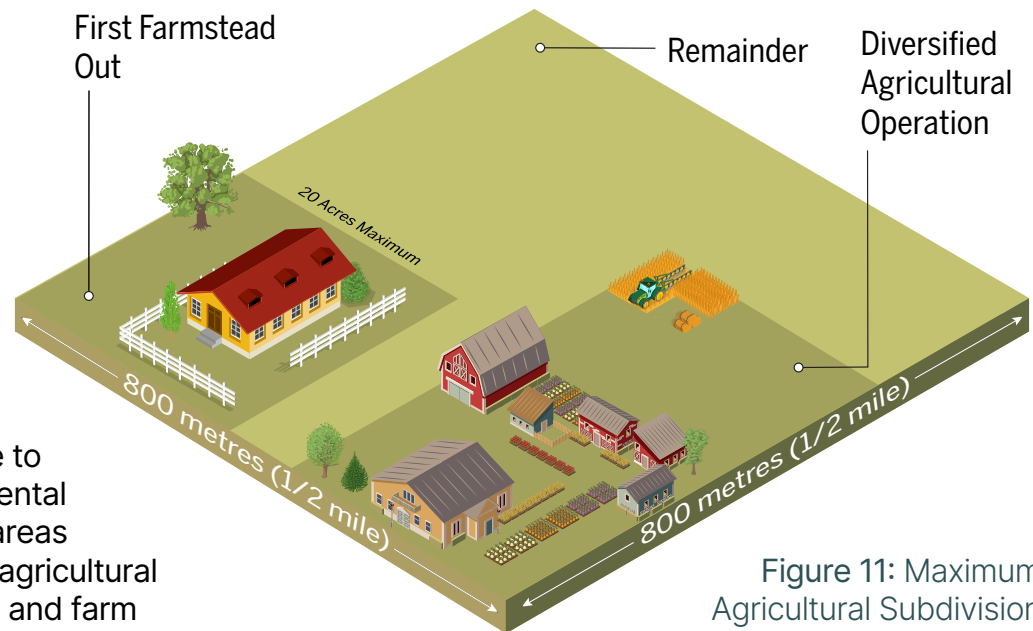 First Farmstead
Out
Remainder
Diversified
Agricultural
Operation
20 Acres Maximum
800 metres (1/2 mile)
800 metres (1/2 mile)
to
areas
agricultural
and farm
Figure 11: Maximum
Agricultural Subdivision